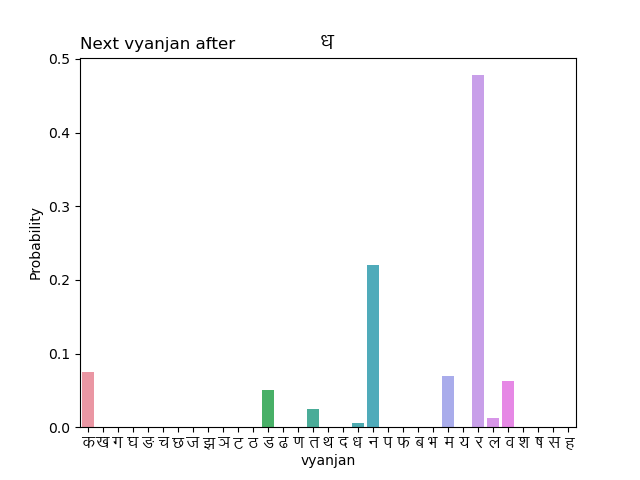 Next vyanjan after ध
0.5
0.4
0.3
0.2
0.1
0.0
Probability
क ख ग घ ङ च छ ज झ ञ ट ठ ड ढ ण त थ द ध न प फ ब भ म य र ल व श ष स ह
vyanjan